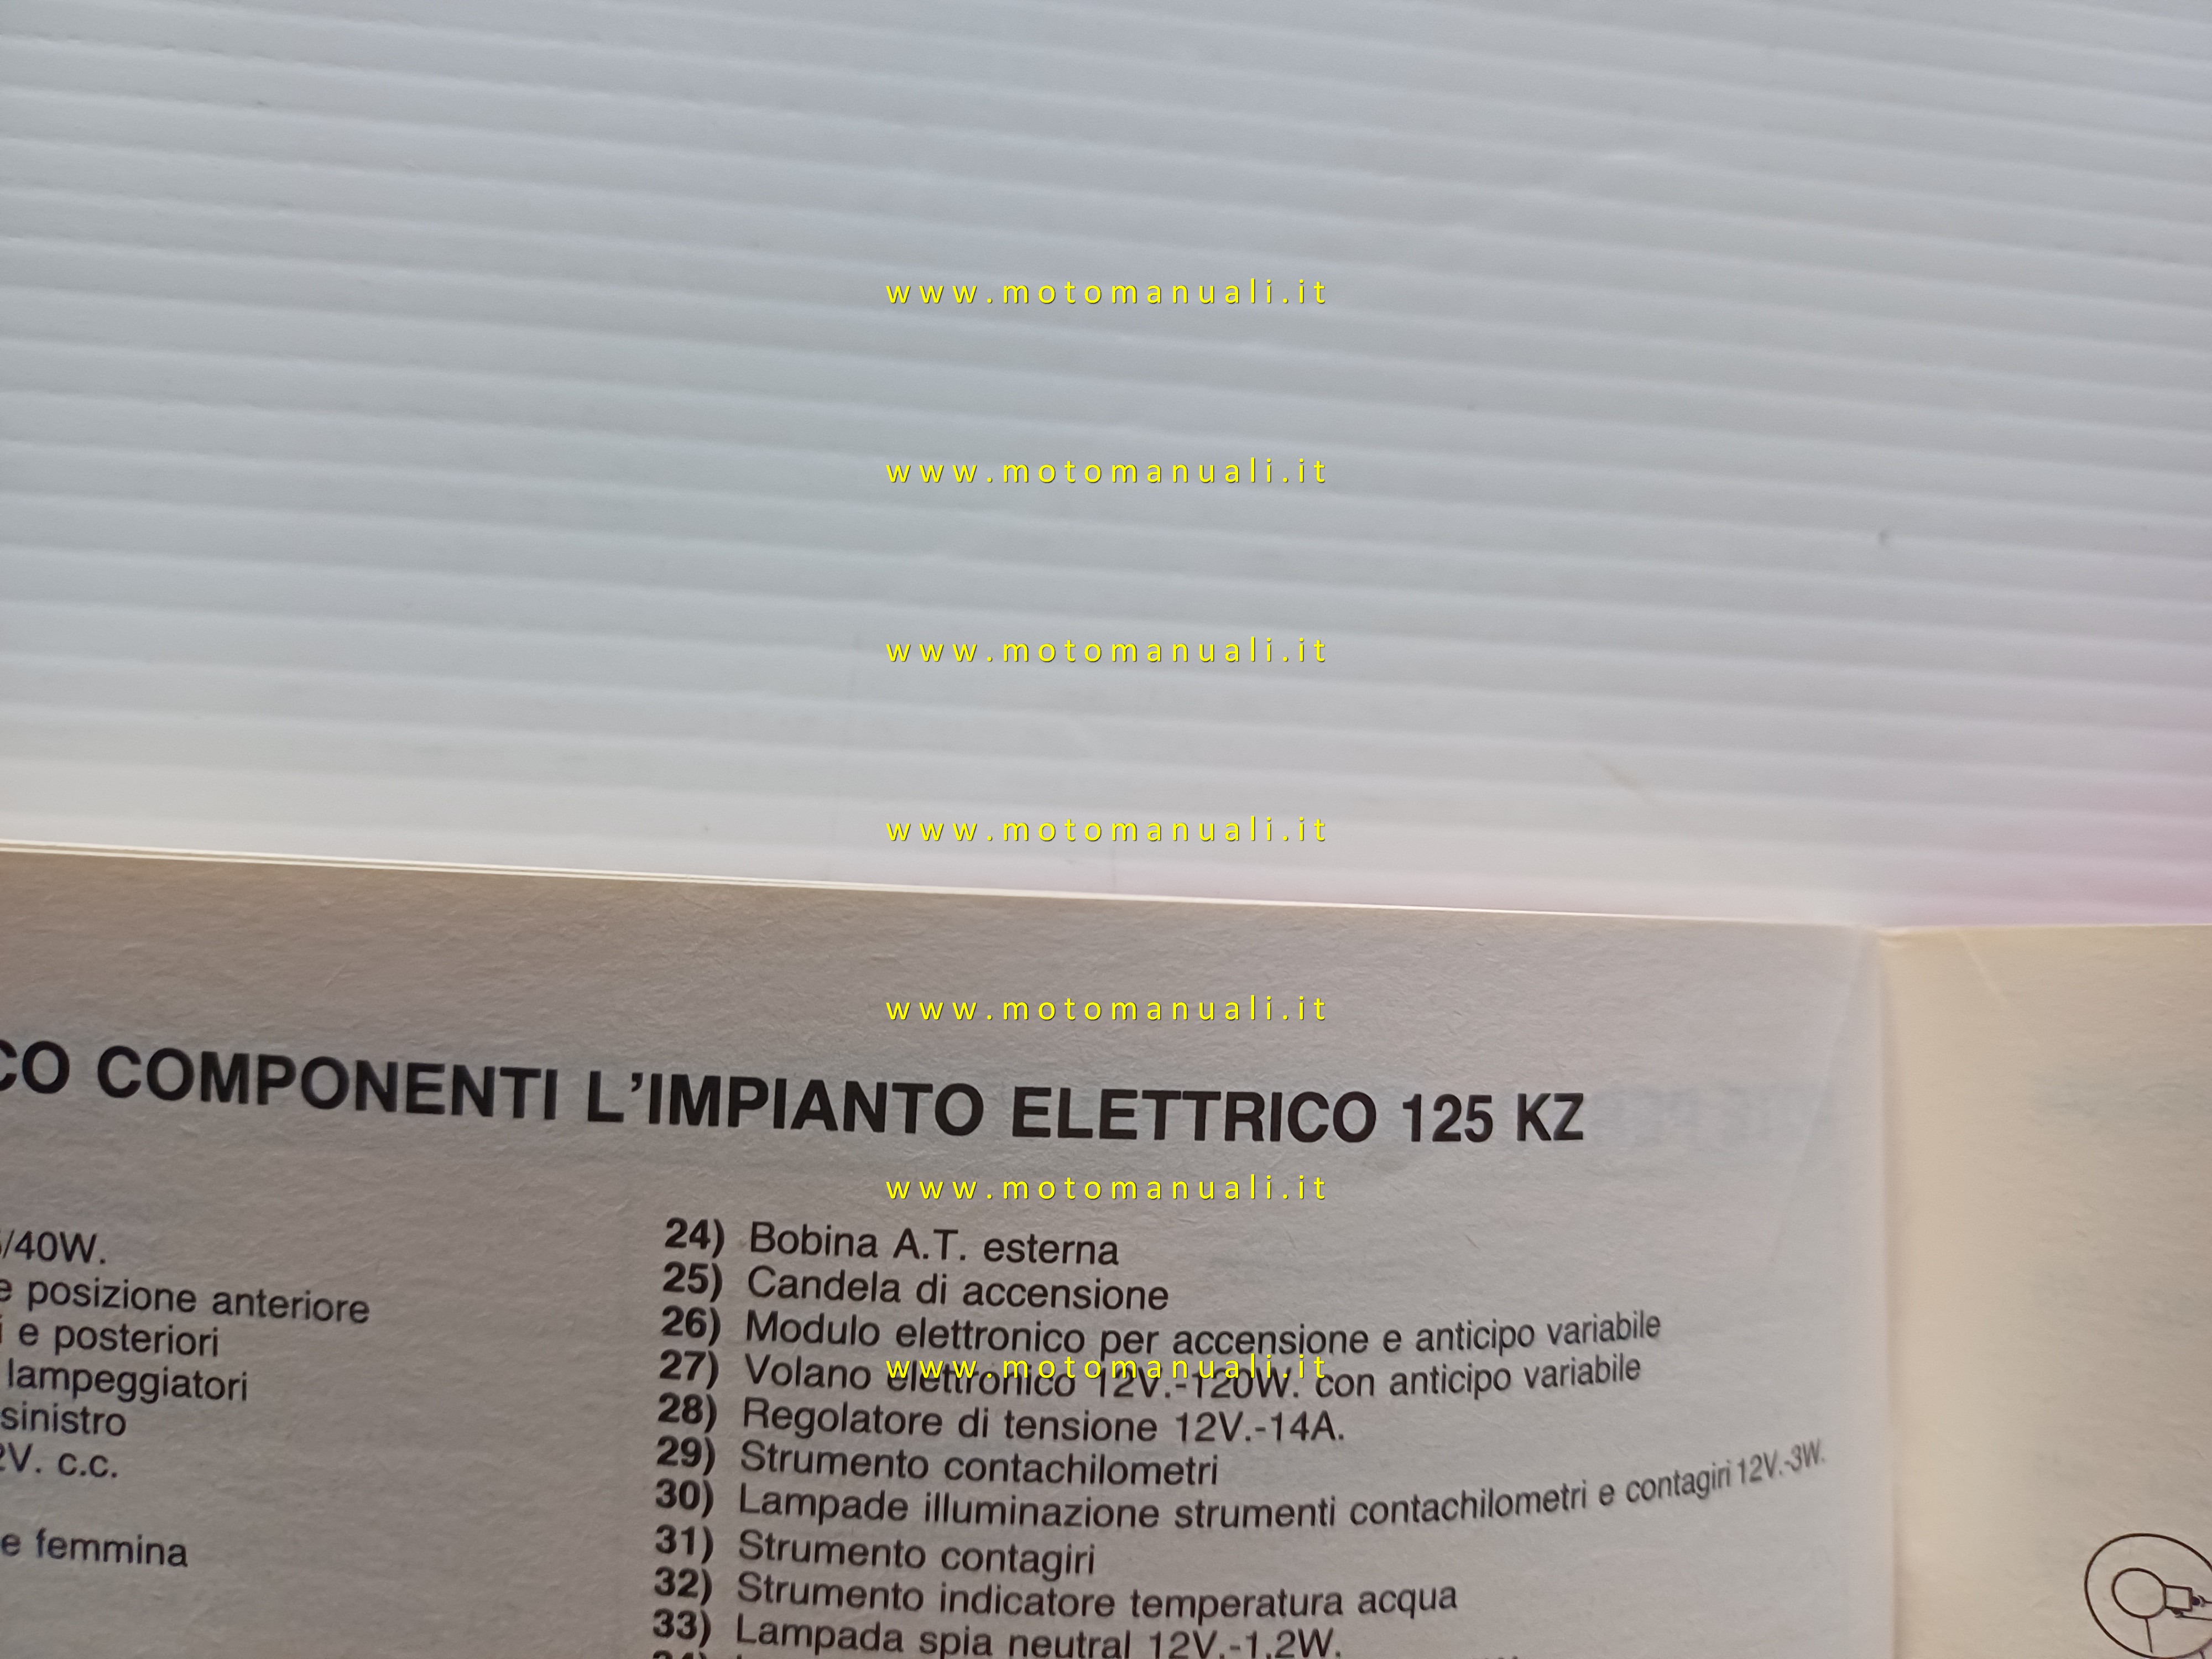 www.motomanuali.it
www.motomanuali.it
www.motomanuali.it
www.motomanuali.it
www.motomanuali.it
CO COMPONENTI L'IMPIANTO ELETTRICO 125 KZ
www.motomanuali.it
/40W.
e posizione anteriore
i e posteriori
lampeggiatori
sinistro
V. c.c.
e femmina
24) Bobina A.T. esterna
25) Candela di accensione
26) Modulo elettronico per accensione e anticipo variabile
www.motomanuali.it
27) Volano elettronico 12V.-120W. con anticipo variabile
28) Regolatore di tensione 12V.-14A.
29) Strumento contachilometri
30) Lampade illuminazione strumenti contachilometri e contagiri 12V.-3W.
31) Strumento contagiri
32) Strumento indicatore temperatura acqua
33) Lampada spia neutral 12V.-1,2W.